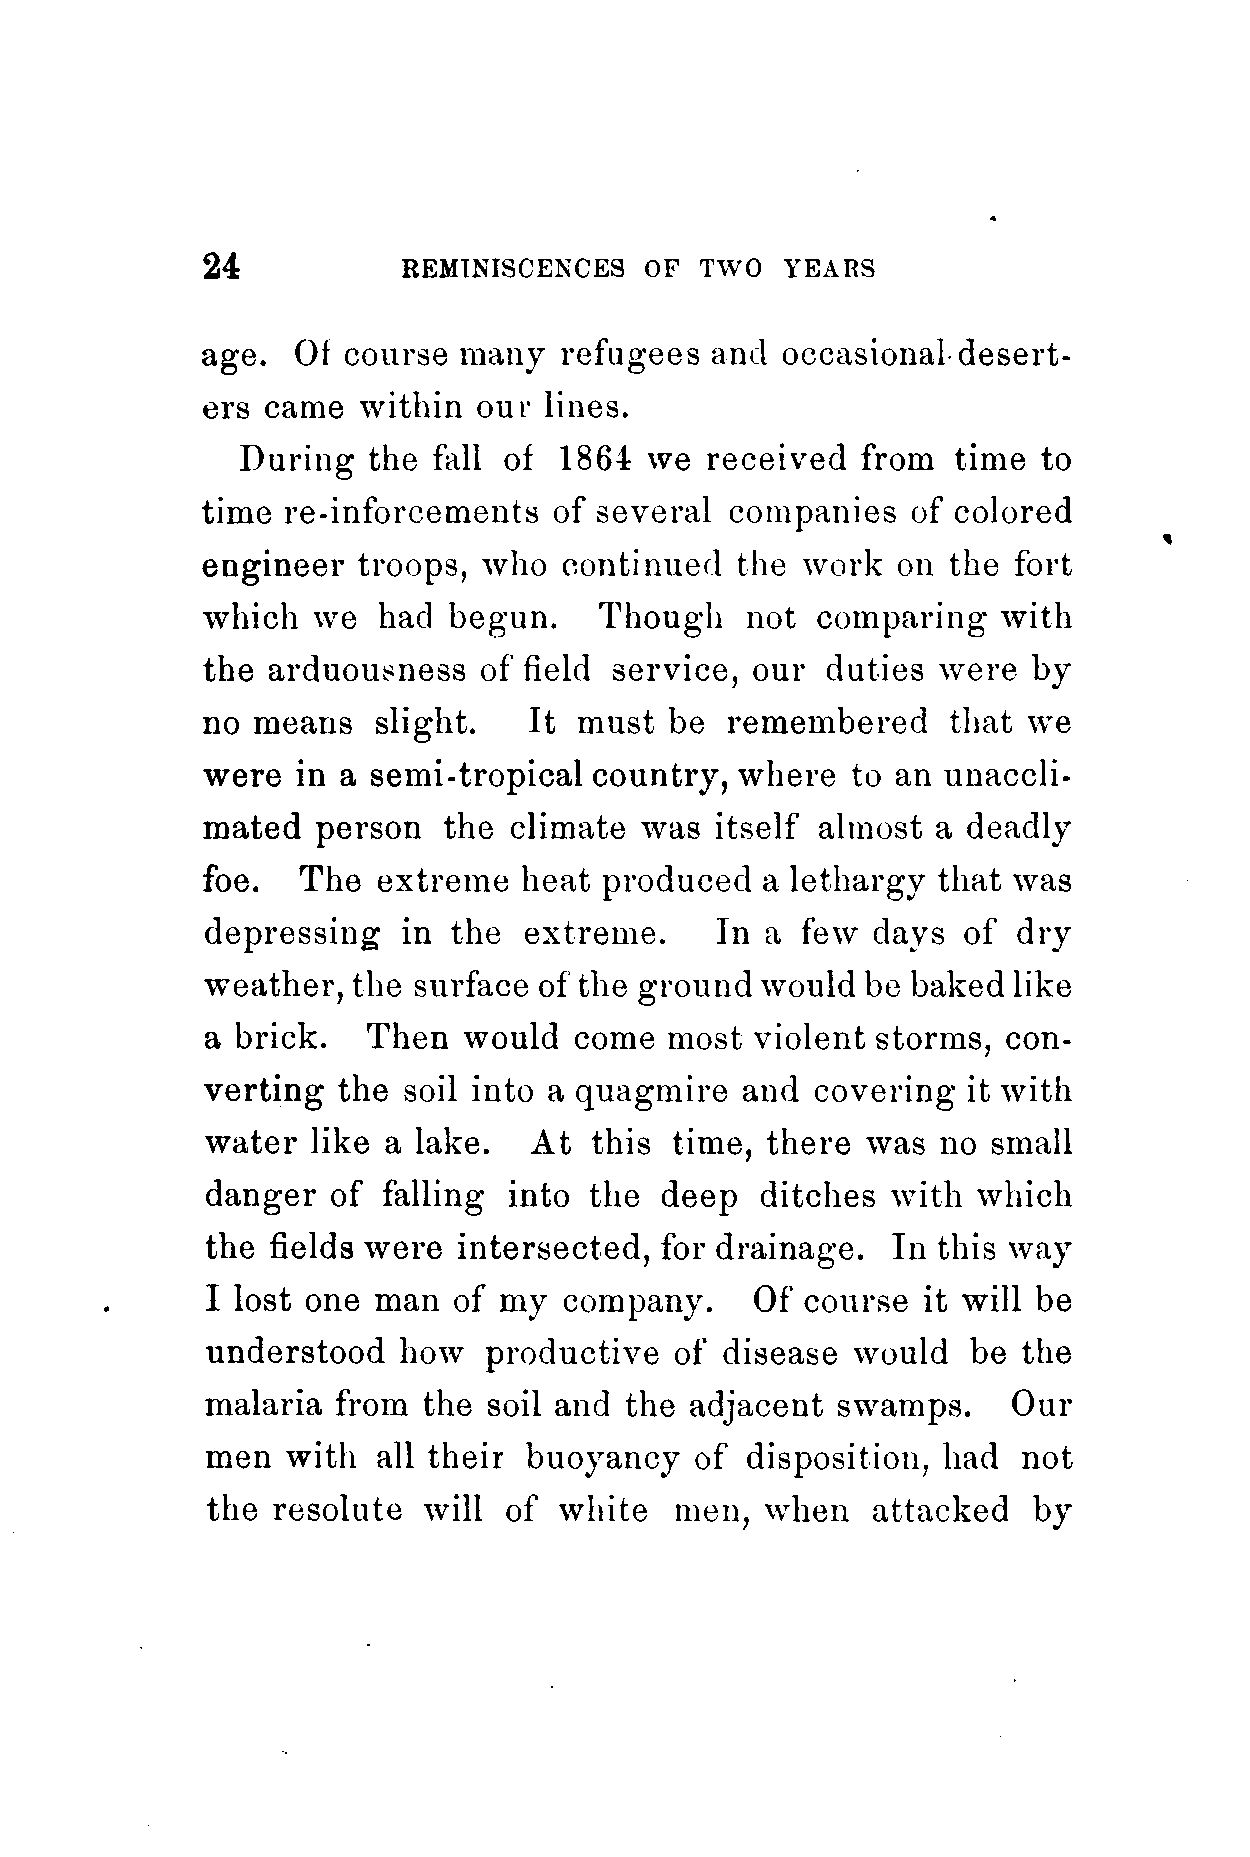 24 REMINISCENCES OF TWO YEARS
age. Of course many refugees and occasional desert-
ers came within our lines.
During the fall of 1864 we received from time to
time re-inforcements of several companies of colored
engineer troops, who continued the work on the fort
which we had begun. Though not comparing with
the arduousness of field service, our duties were by
no means slight. It must be remembered that we
were in a semi-tropical country, where to an unaccli-
mated person the climate was itself almost a deadly
foe. The extreme heat produced a lethargy that was
depressing in the extreme. In a few days of dry
weather, the surface of the ground would be baked like
a brick. Then would come most violent storms, con-
verting the soil into a quagmire and covering it with
water like a lake. At this time, there was no small
danger of falling into the deep ditches with which
the fields were intersected, for drainage. In this way
I lost one man of my company. Of course it will be
understood how productive of disease would be the
malaria from the soil and the adjacent swamps. Our
men with all their buoyancy of disposition, had not
the resolute will of white men, when attacked by